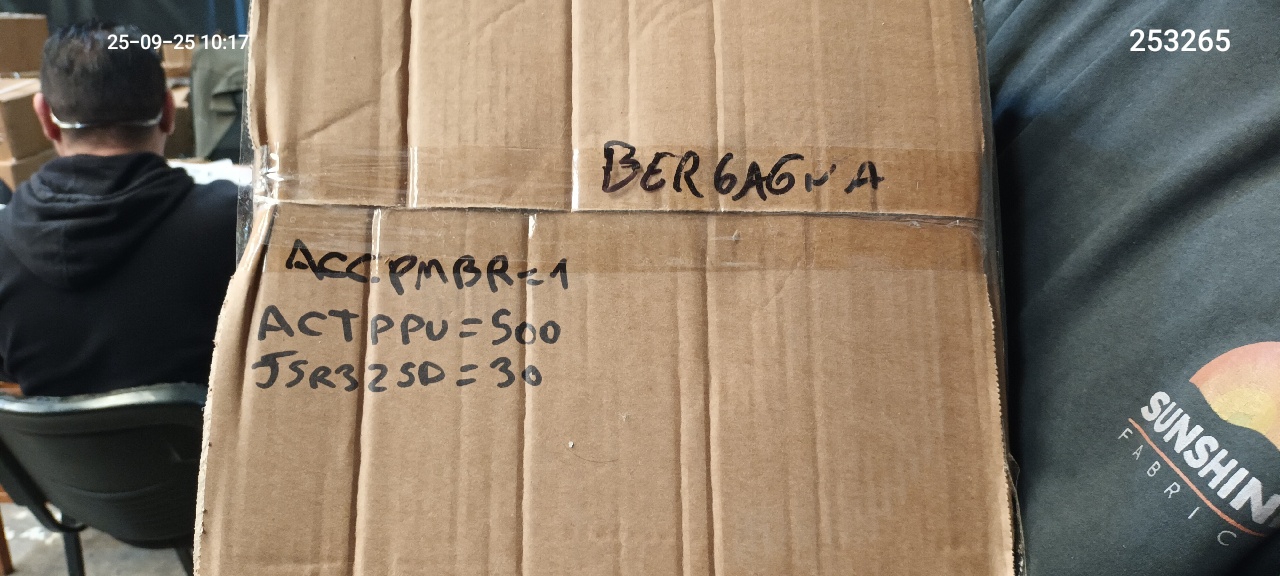 25-09-25 10:17
253265
BERGAGNA
ACCPMBR=1
ACTPPU=500
JSR325D=30
SUNSHIN
FABRIC